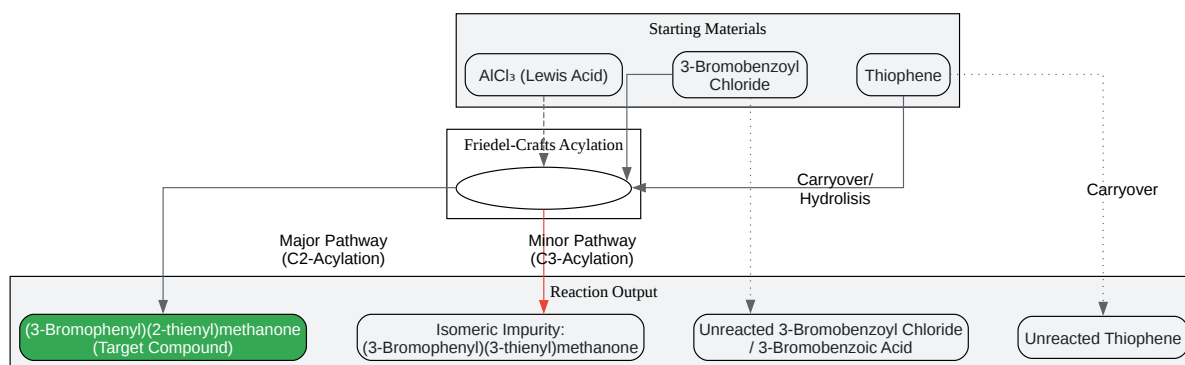 Starting Materials
AlCl₃ (Lewis Acid)
3-Bromobenzoyl
Chloride
Thiophene
Friedel-Crafts Acylation
Carryover/
Hydrolisis
Carryover
Major Pathway
(C2-Acylation)
Minor Pathway
(C3-Acylation)
Reaction Output
(3-Bromophenyl)(2-thienyl)methanone
(Target Compound)
Isomeric Impurity:
(3-Bromophenyl)(3-thienyl)methanone
Unreacted 3-Bromobenzoyl Chloride
/ 3-Bromobenzoic Acid
Unreacted Thiophene